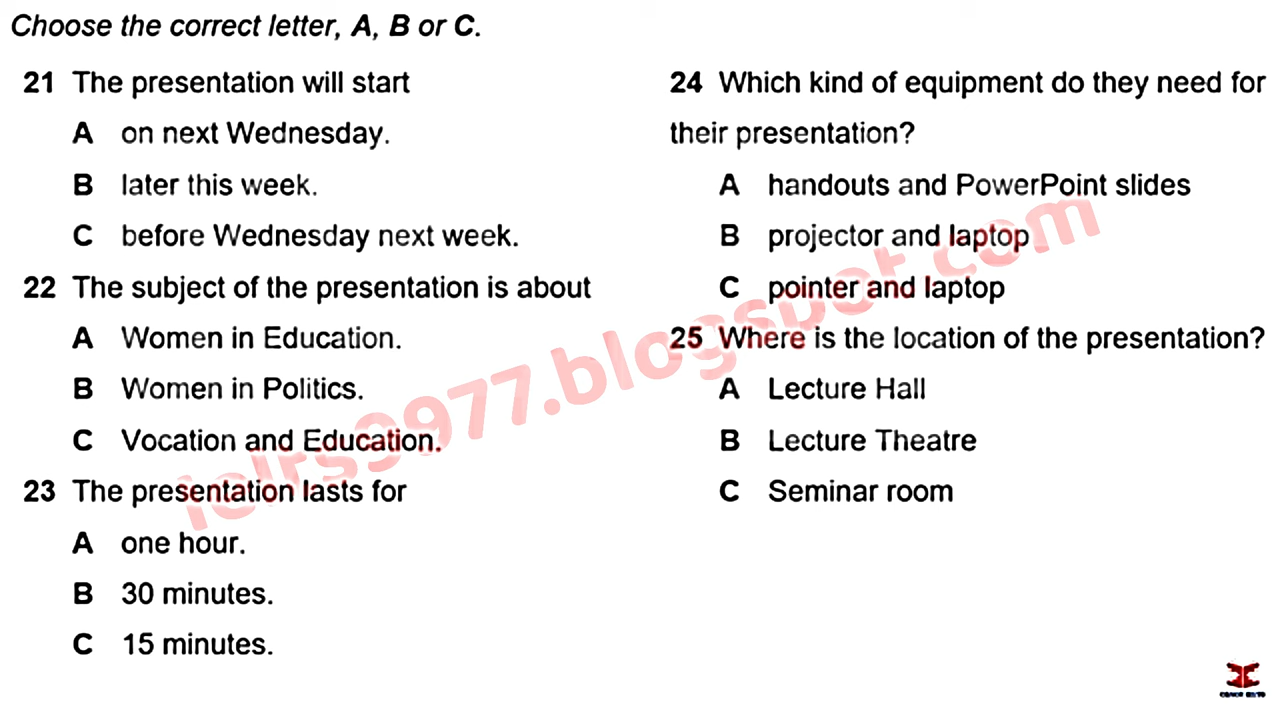 Choose the correct letter, A, B or C.
21 The presentation will start
A on next Wednesday.
B later this week.
C before Wednesday next week.
22 The subject of the presentation is about
A Women in Education.
B Women in Politics.
C Vocation and Education.
23 The presentation lasts for
A one hour.
B 30 minutes.
C 15 minutes.
24 Which kind of equipment do they need for
their presentation?
A handouts and PowerPoint slides
B projector and laptop
C pointer and laptop
25 Where is the location of the presentation?
A Lecture Hall
B Lecture Theatre
C Seminar room
ielts9977.blogspot.com